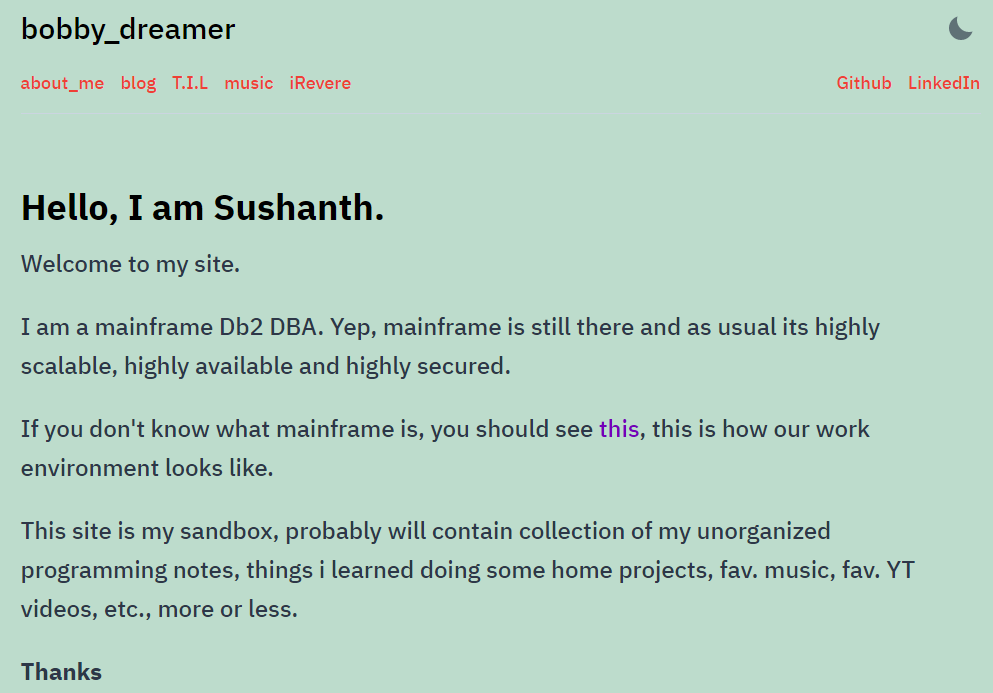 bobby_dreamer
about_me blog T.I.L music iRevere Github LinkedIn
Hello, I am Sushanth.
Welcome to my site.
I am a mainframe Db2 DBA. Yep, mainframe is still there and as usual its highly
scalable, highly available and highly secured.
If you don't know what mainframe is, you should see this, this is how our work
environment looks like.
This site is my sandbox, probably will contain collection of my unorganized
programming notes, things i learned doing some home projects, fav. music, fav. YT
videos, etc., more or less.
Thanks